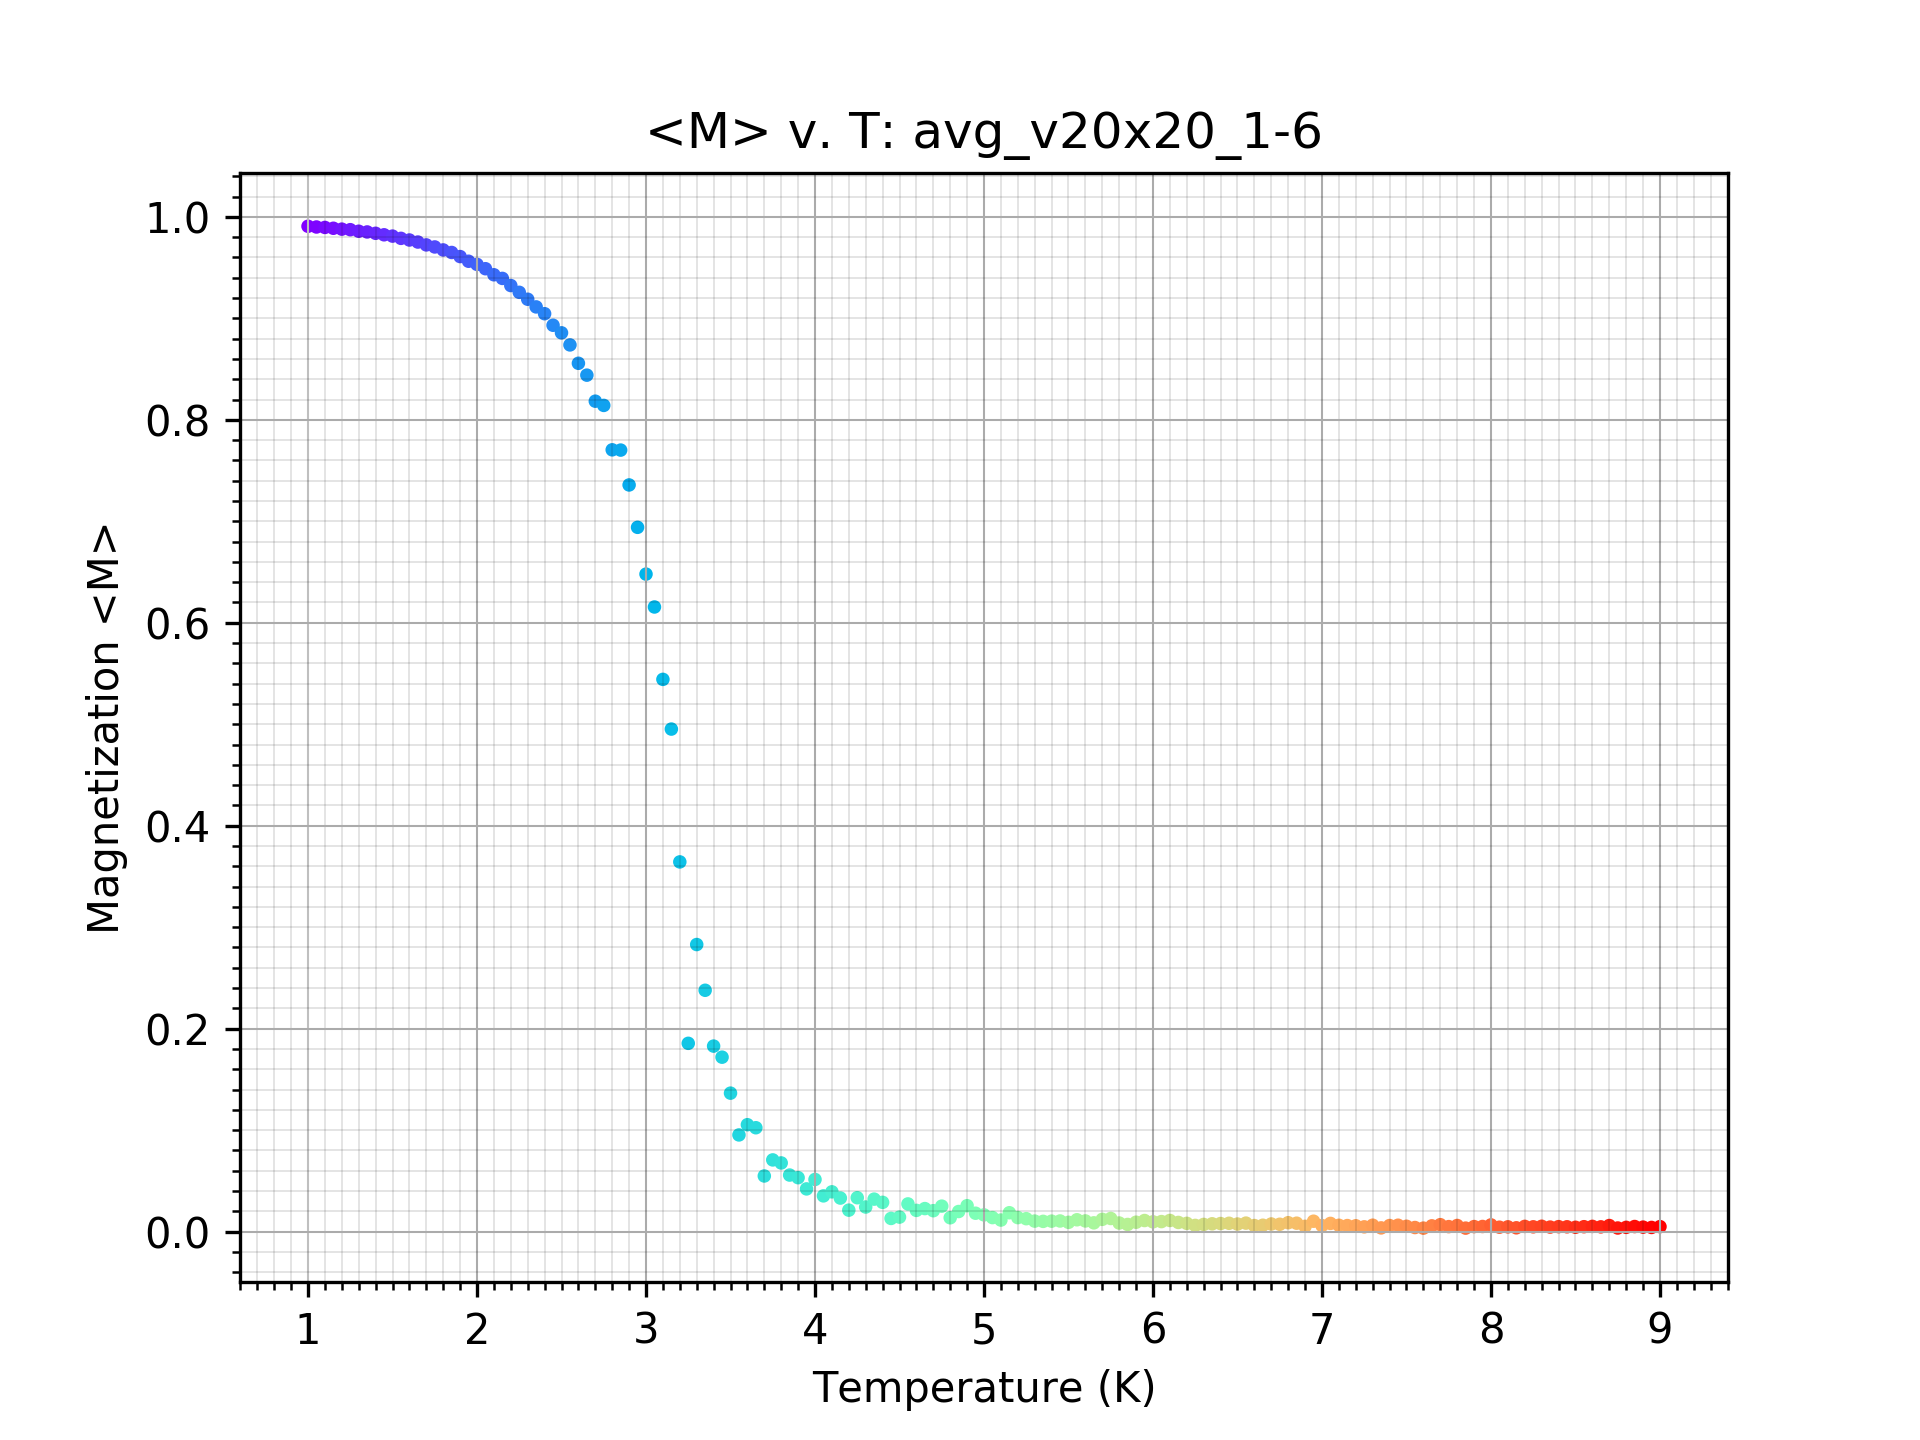 <M> v. T: avg_v20x20_1-6
Magnetization <M>
1.0
0.8
0.6
0.4
0.2
0.0
1 2 3 4 5 6 7 8 9
Temperature (K)